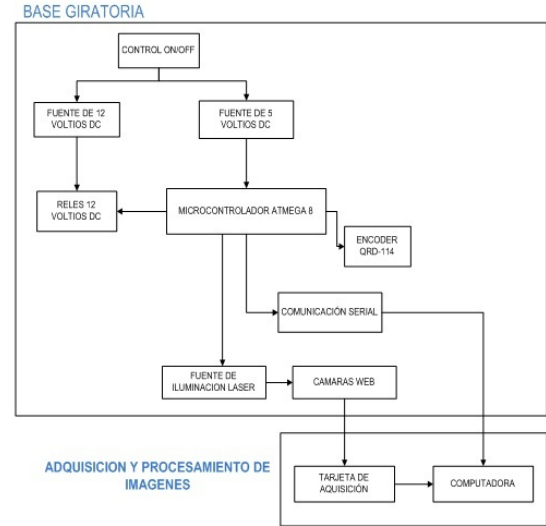 BASE GIRATORIA
CONTROL ON/OFF
FUENTE DE 12
VOLTIOS DC
FUENTE DE 5
VOLTIOS DC
RELES 12
VOLTIOS DC
MICROCONTROLADOR ATMEGA 8
ENCODER
QRD-114
COMUNICACIÓN SERIAL
FUENTE DE
ILUMINACION LASER
CAMARAS WEB
ADQUISICION Y PROCESAMIENTO DE
IMAGENES
TARJETA DE
AQUISICIÓN
COMPUTADORA